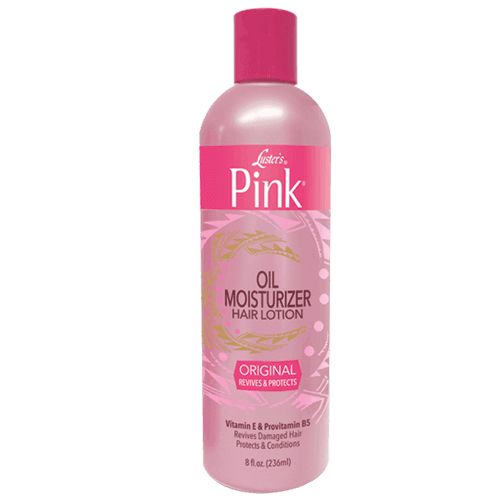 Luster's®
Pink®
OIL
MOISTURIZER
HAIR LOTION
ORIGINAL
REVIVES & PROTECTS
Vitamin E & Provitamin B5
Revives Damaged Hair
Protects & Conditions
8 fl.oz. (236ml)